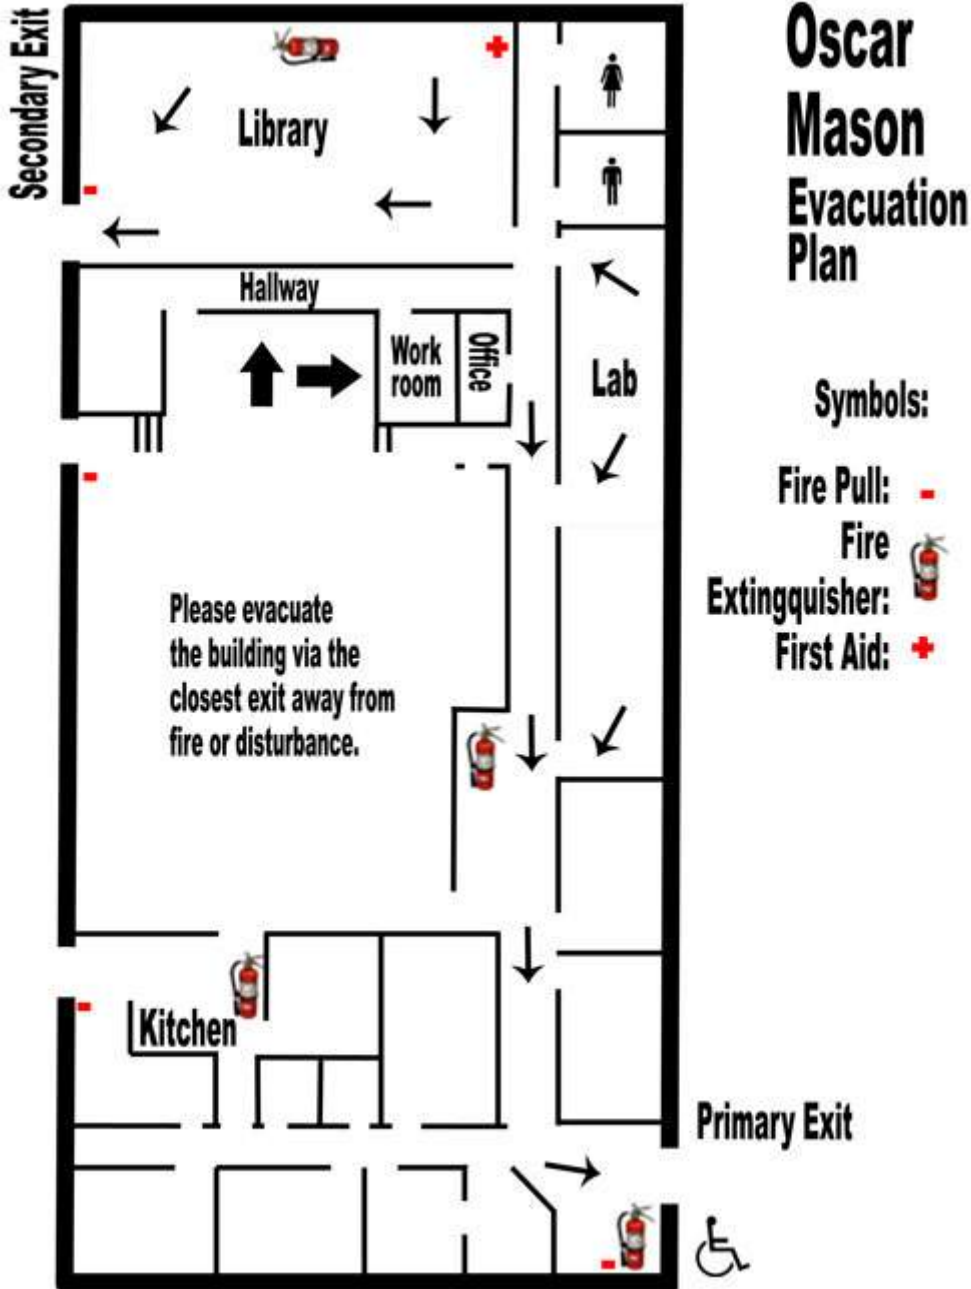 Oscar
Mason
Evacuation
Plan
Secondary Exit
Library
Hallway
Work
room
Office
Lab
Symbols:
Fire Pull:
Fire
Extingquisher:
First Aid:
Please evacuate
the building via the
closest exit away from
fire or disturbance.
Kitchen
Primary Exit